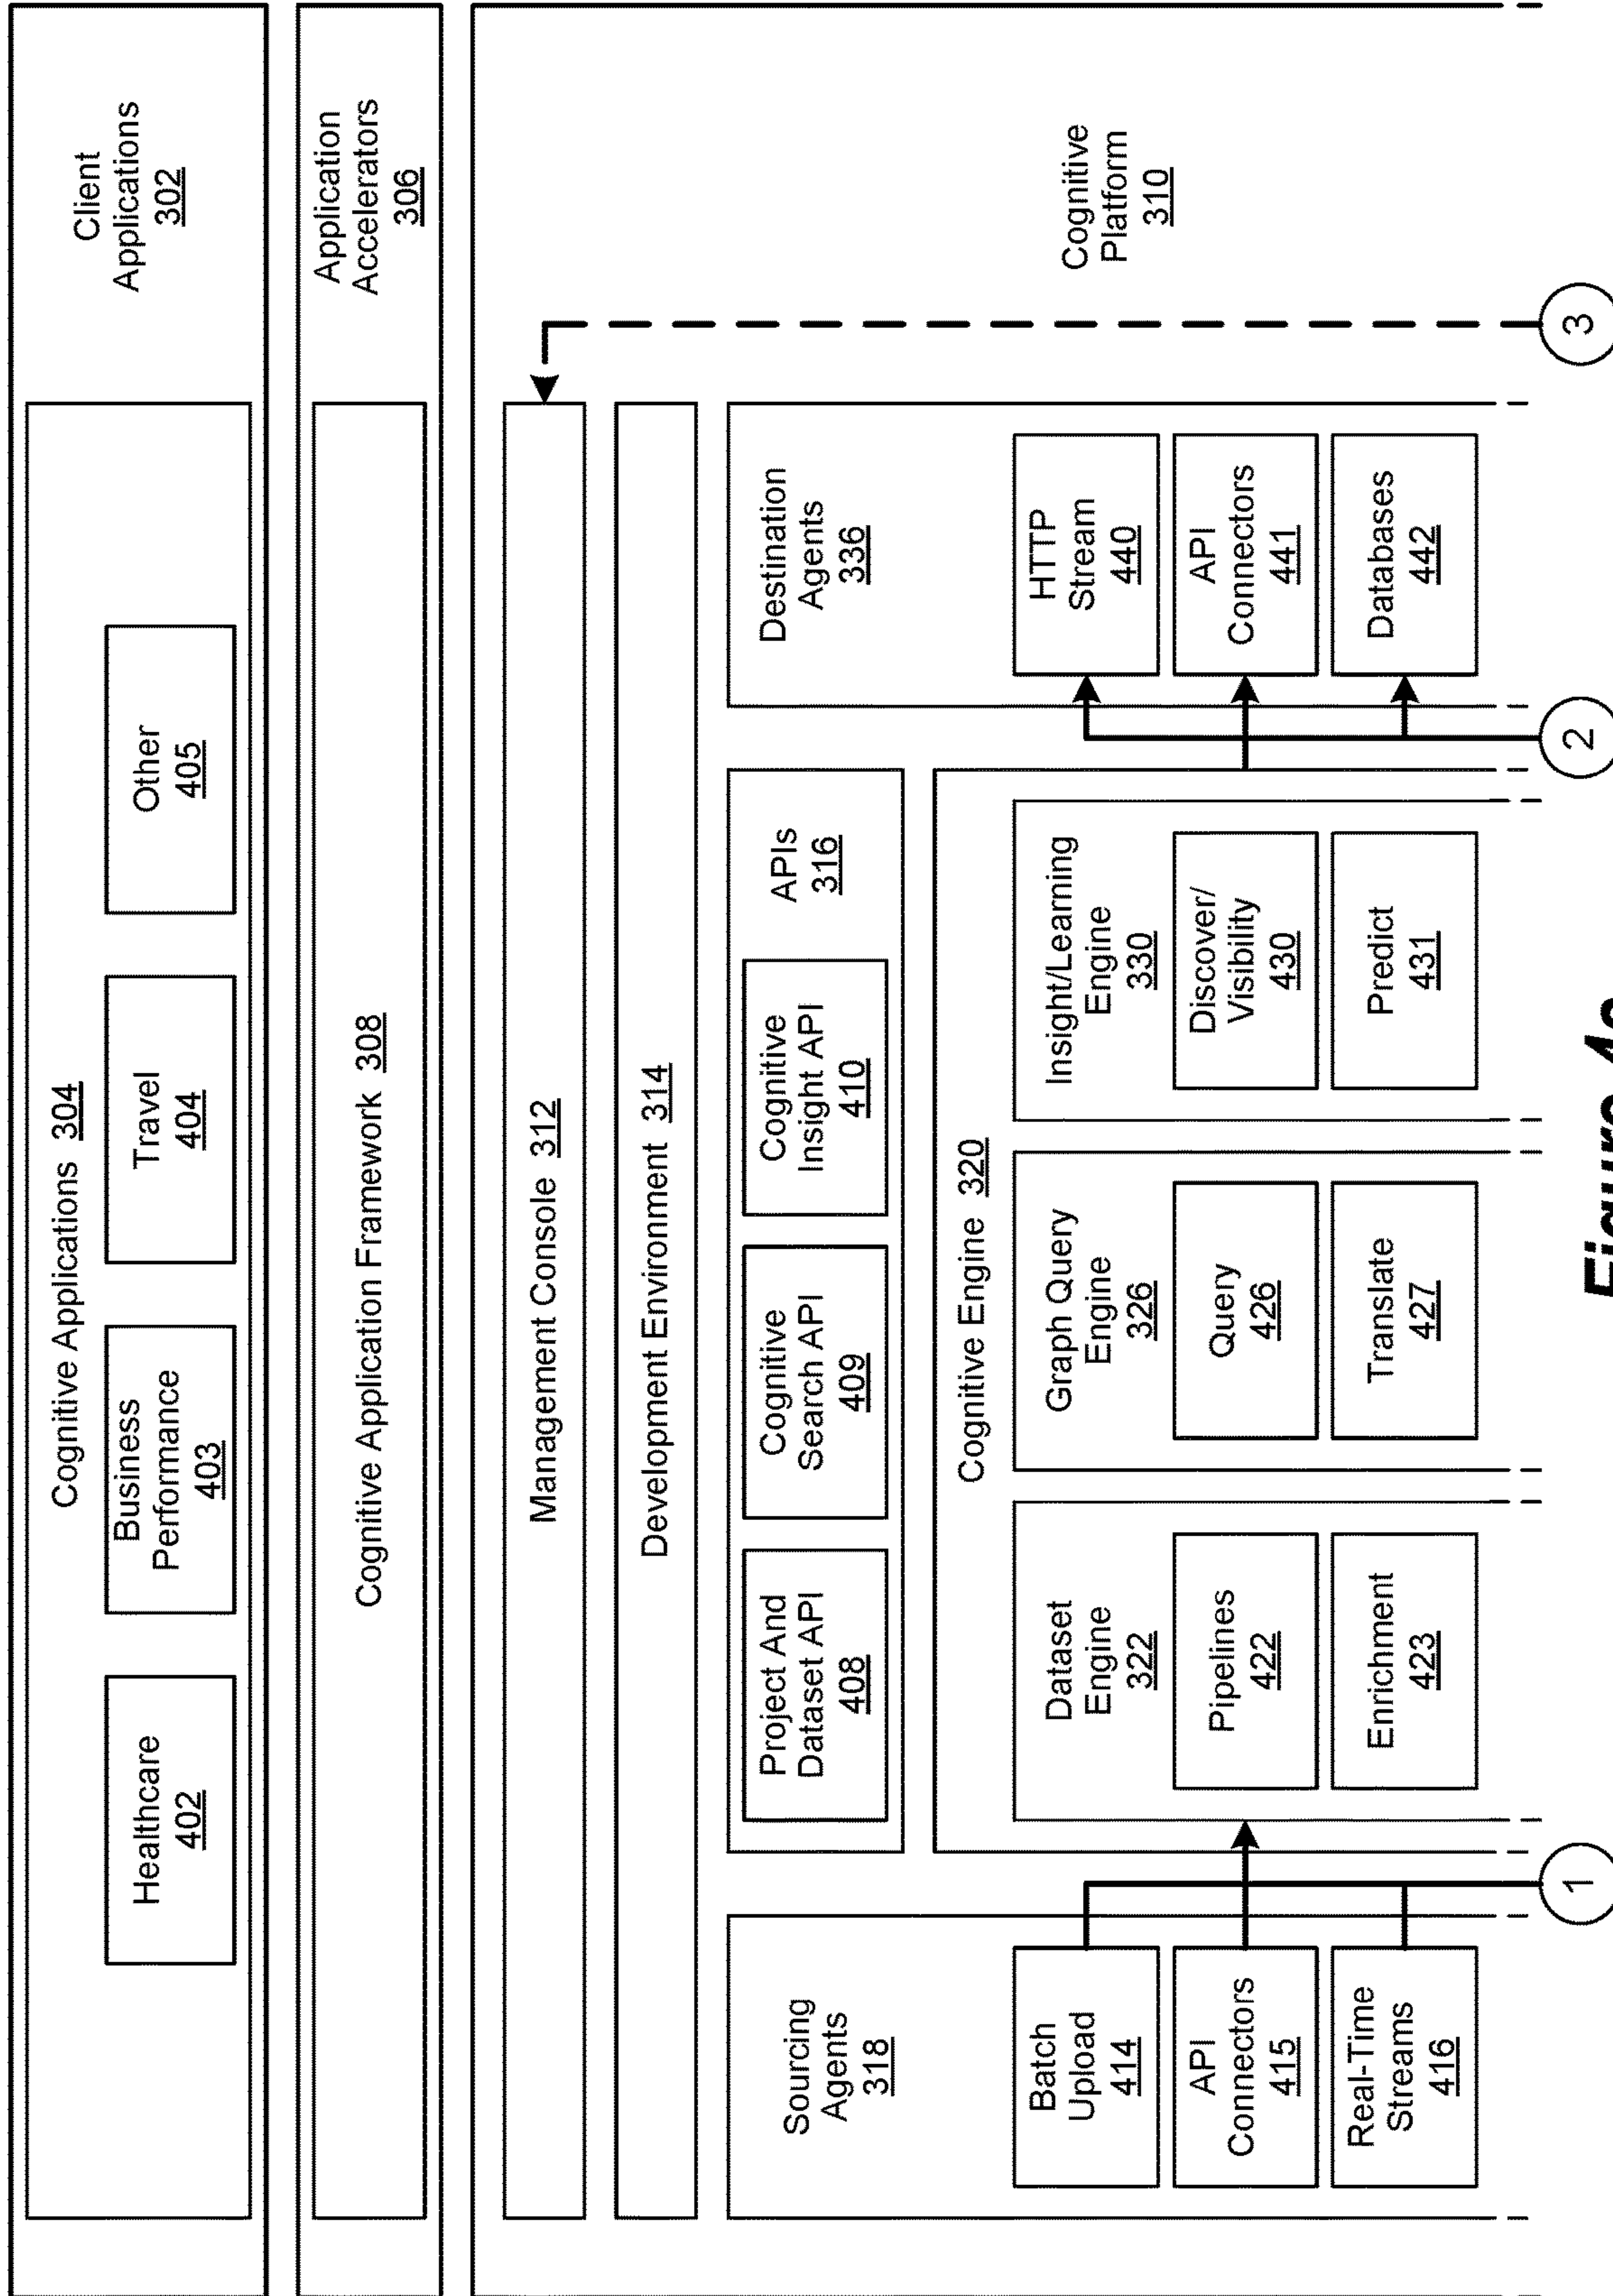 Cognitive Applications 304
Client
Applications
302
Healthcare
402
Business
Performance
403
Travel
404
Other
405
Cognitive Application Framework 308
Application
Accelerators
306
Management Console 312
Development Environment 314
Cognitive
Platform
310
Sourcing
Agents
318
Batch
Upload
414
API
Connectors
415
Real-Time
Streams
416
Project And
Dataset API
408
Cognitive
Search API
409
Cognitive
Insight API
410
APIs
316
Cognitive Engine 320
Dataset
Engine
322
Pipelines
422
Enrichment
423
Graph Query
Engine
326
Query
426
Translate
427
Insight/Learning
Engine
330
Discover/
Visibility
430
Predict
431
Destination
Agents
336
HTTP
Stream
440
API
Connectors
441
Databases
442
1
2
3
Figure